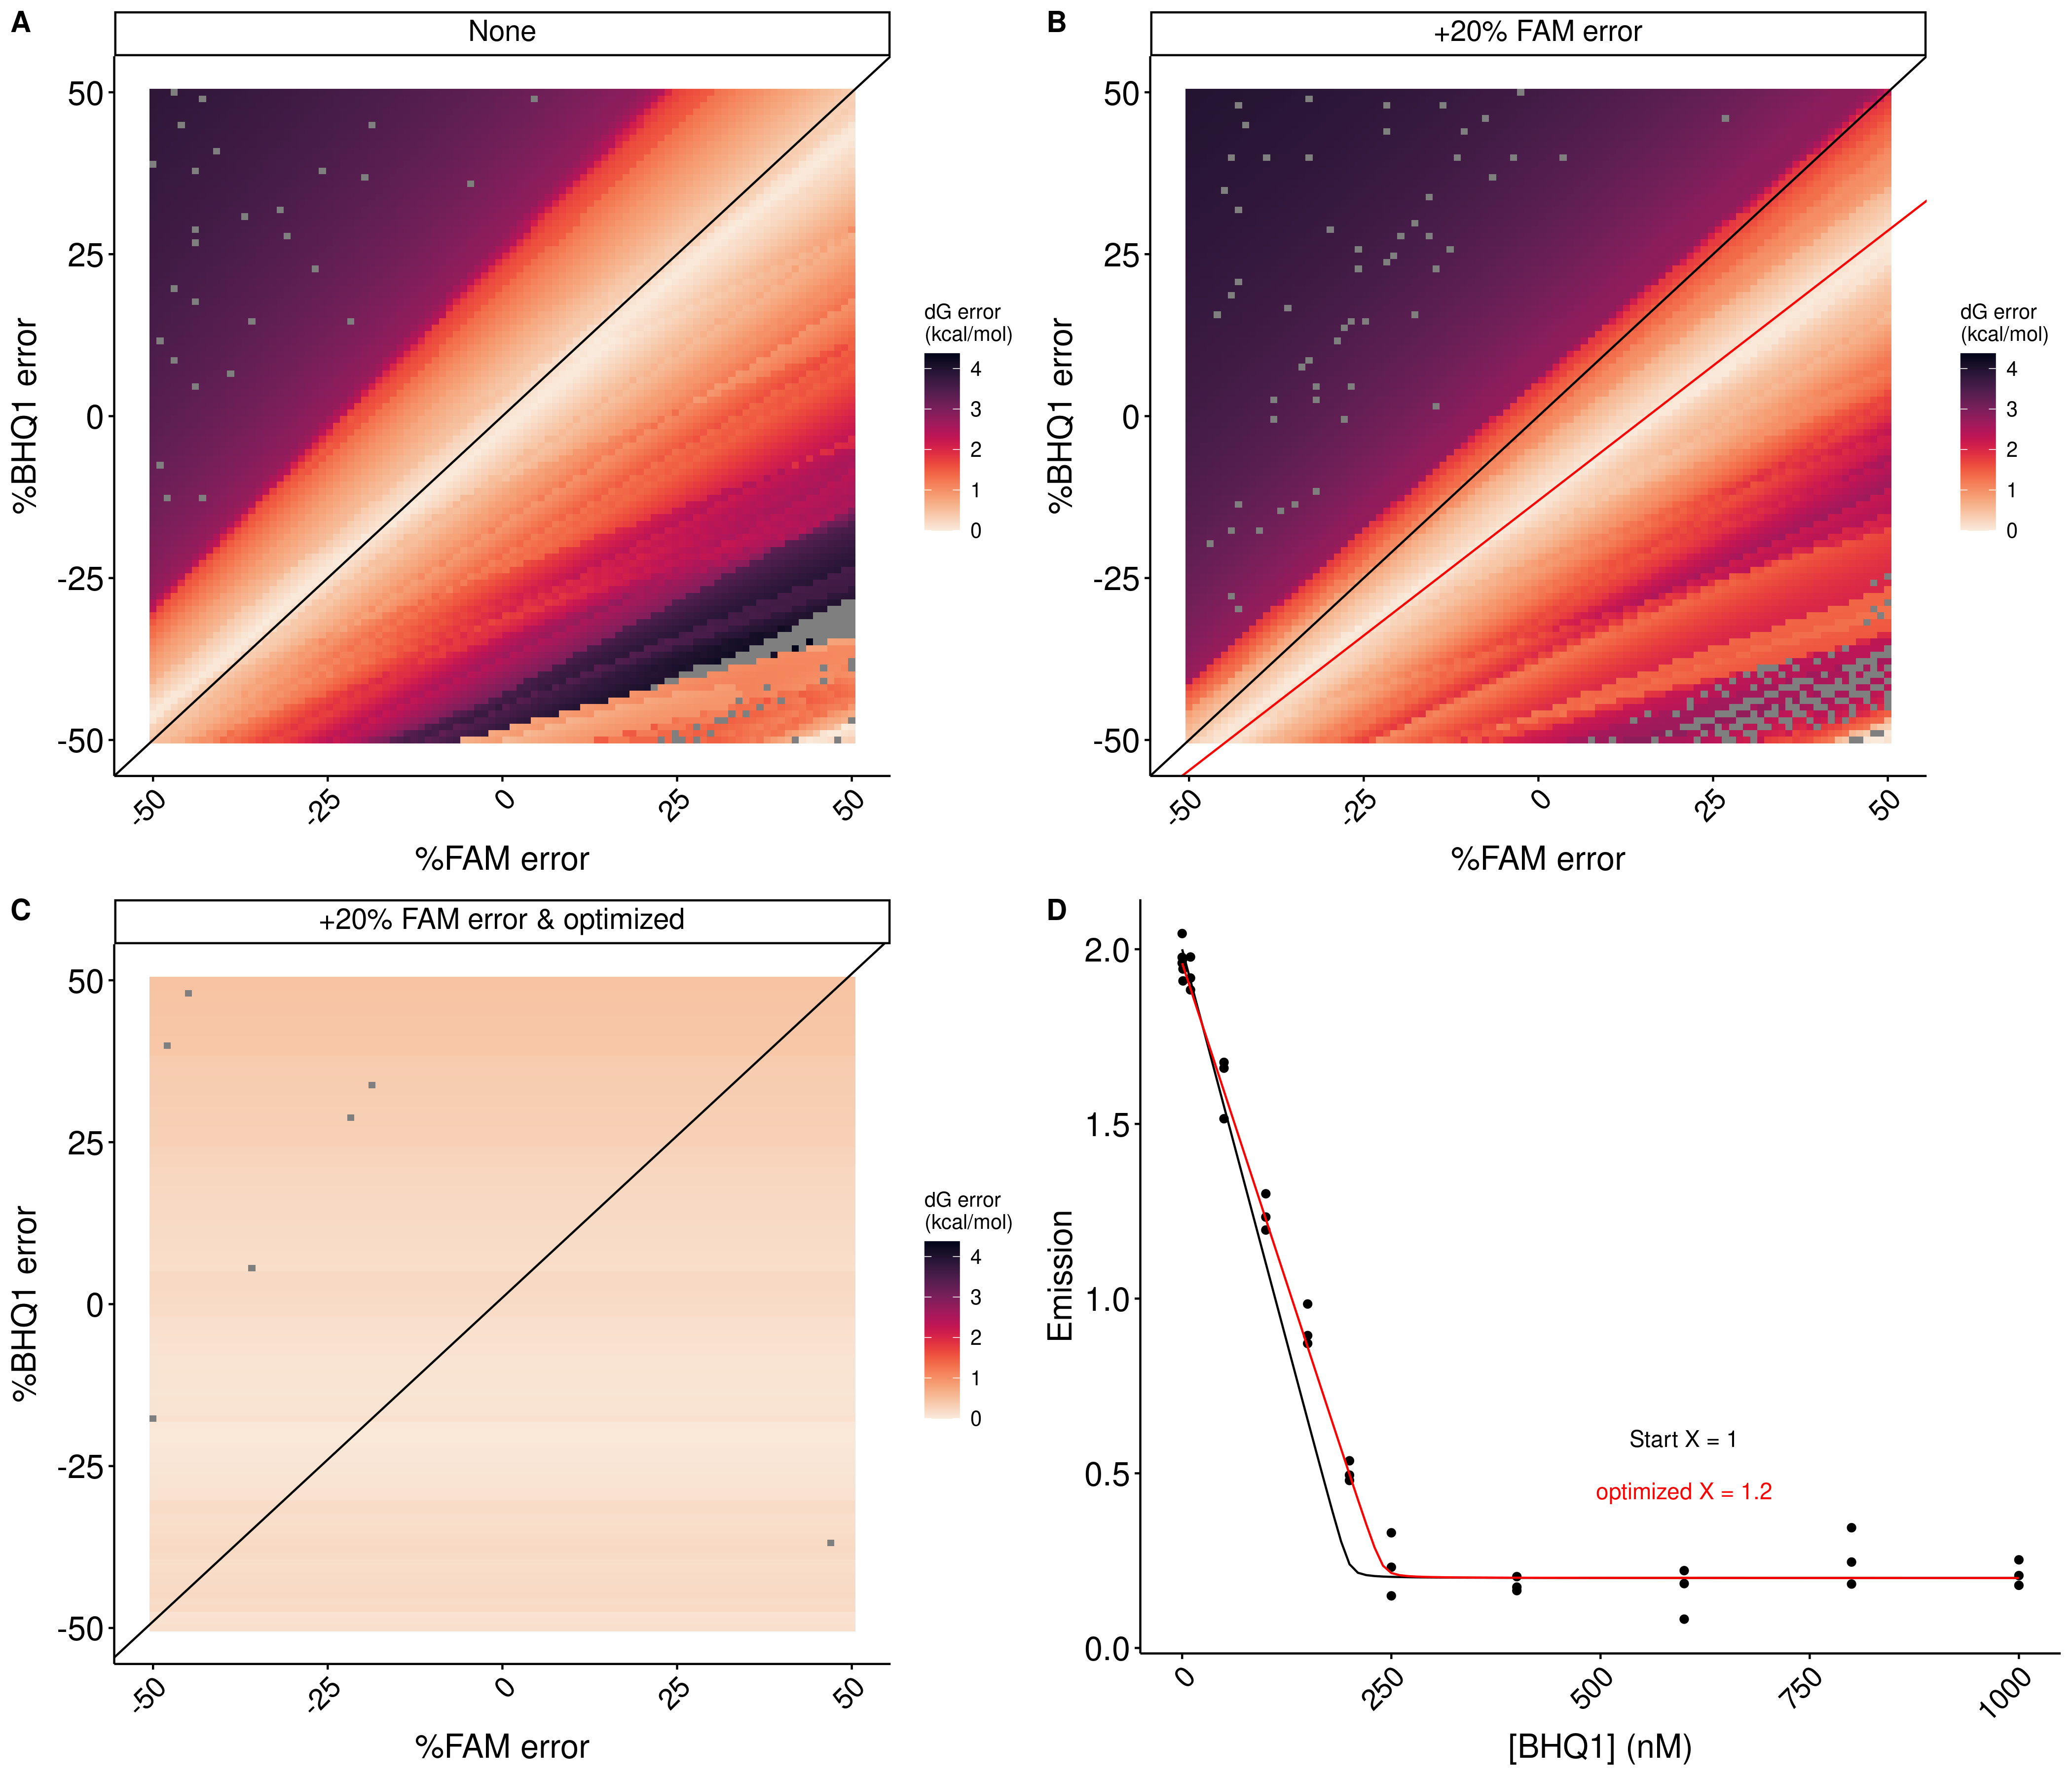 A
None
50
25
0
-25
-50
%BHQ1 error
-50
-25
0
25
50
%FAM error
dG error
(kcal/mol)
4
3
2
1
0
B
+20% FAM error
50
25
0
-25
-50
%BHQ1 error
-50
-25
0
25
50
%FAM error
dG error
(kcal/mol)
4
3
2
1
0
C
+20% FAM error & optimized
50
25
0
-25
-50
%BHQ1 error
-50
-25
0
25
50
%FAM error
dG error
(kcal/mol)
4
3
2
1
0
D
2.0
1.5
1.0
0.5
0.0
Emission
Start X = 1
optimized X = 1.2
0
250
500
750
1000
[BHQ1] (nM)